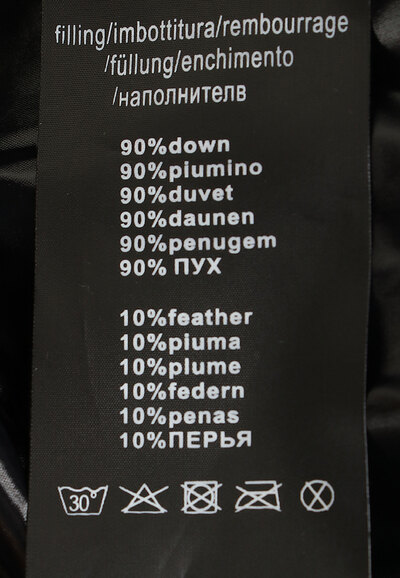 filling/imbottitura/rembourrage
/füllung/enchimento
/наполнителв
90%down
90%piumino
90%duvet
90%daunen
90%penugem
90% ПУХ
10%feather
10%piuma
10%plume
10%federn
10%penas
10%ПЕРЬЯ
30°